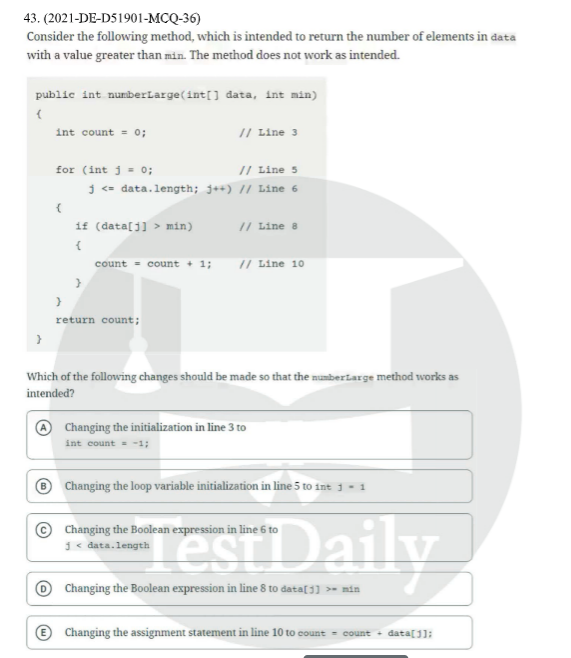 43. (2021-DE-D51901-MCQ-36)
Consider the following method, which is intended to return the number of elements in data
with a value greater than min. The method does not work as intended.
public int numberLarge(int[] data, int min)
{
int count = 0; // Line 3
for (int j = 0; // Line 5
j <= data.length; j++) // Line 6
{
if (data[j] > min) // Line 8
{
count = count + 1; // Line 10
}
}
return count;
}
Which of the following changes should be made so that the numberLarge method works as
intended?
A Changing the initialization in line 3 to
int count = -1;
B Changing the loop variable initialization in line 5 to int j = 1
C Changing the Boolean expression in line 6 to
j < data.length
D Changing the Boolean expression in line 8 to data[j] >= min
E Changing the assignment statement in line 10 to count = count + data[j];
TestDaily